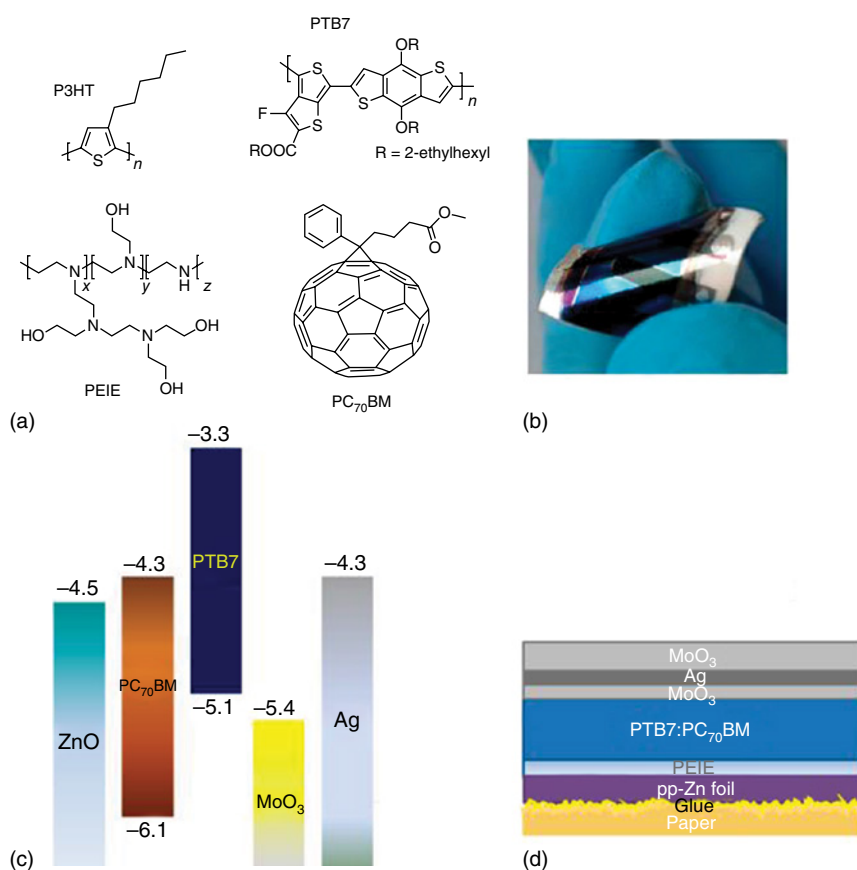 PTB7
P3HT
S
n
OR
S
S
F
S
S
n
OR
ROOC
R = 2-ethylhexyl
OH
N
x
N
y
N
H
z
HO
N
N
OH
OH
PEIE
O
O
PC70BM
(a)
(b)
−3.3
−4.5
−4.3
PTB7
−4.3
PC70BM
−5.1
−5.4
ZnO
Ag
MoO3
−6.1
(c)
MoO3
Ag
MoO3
PTB7:PC70BM
PEIE
pp-Zn foil
Glue
Paper
(d)